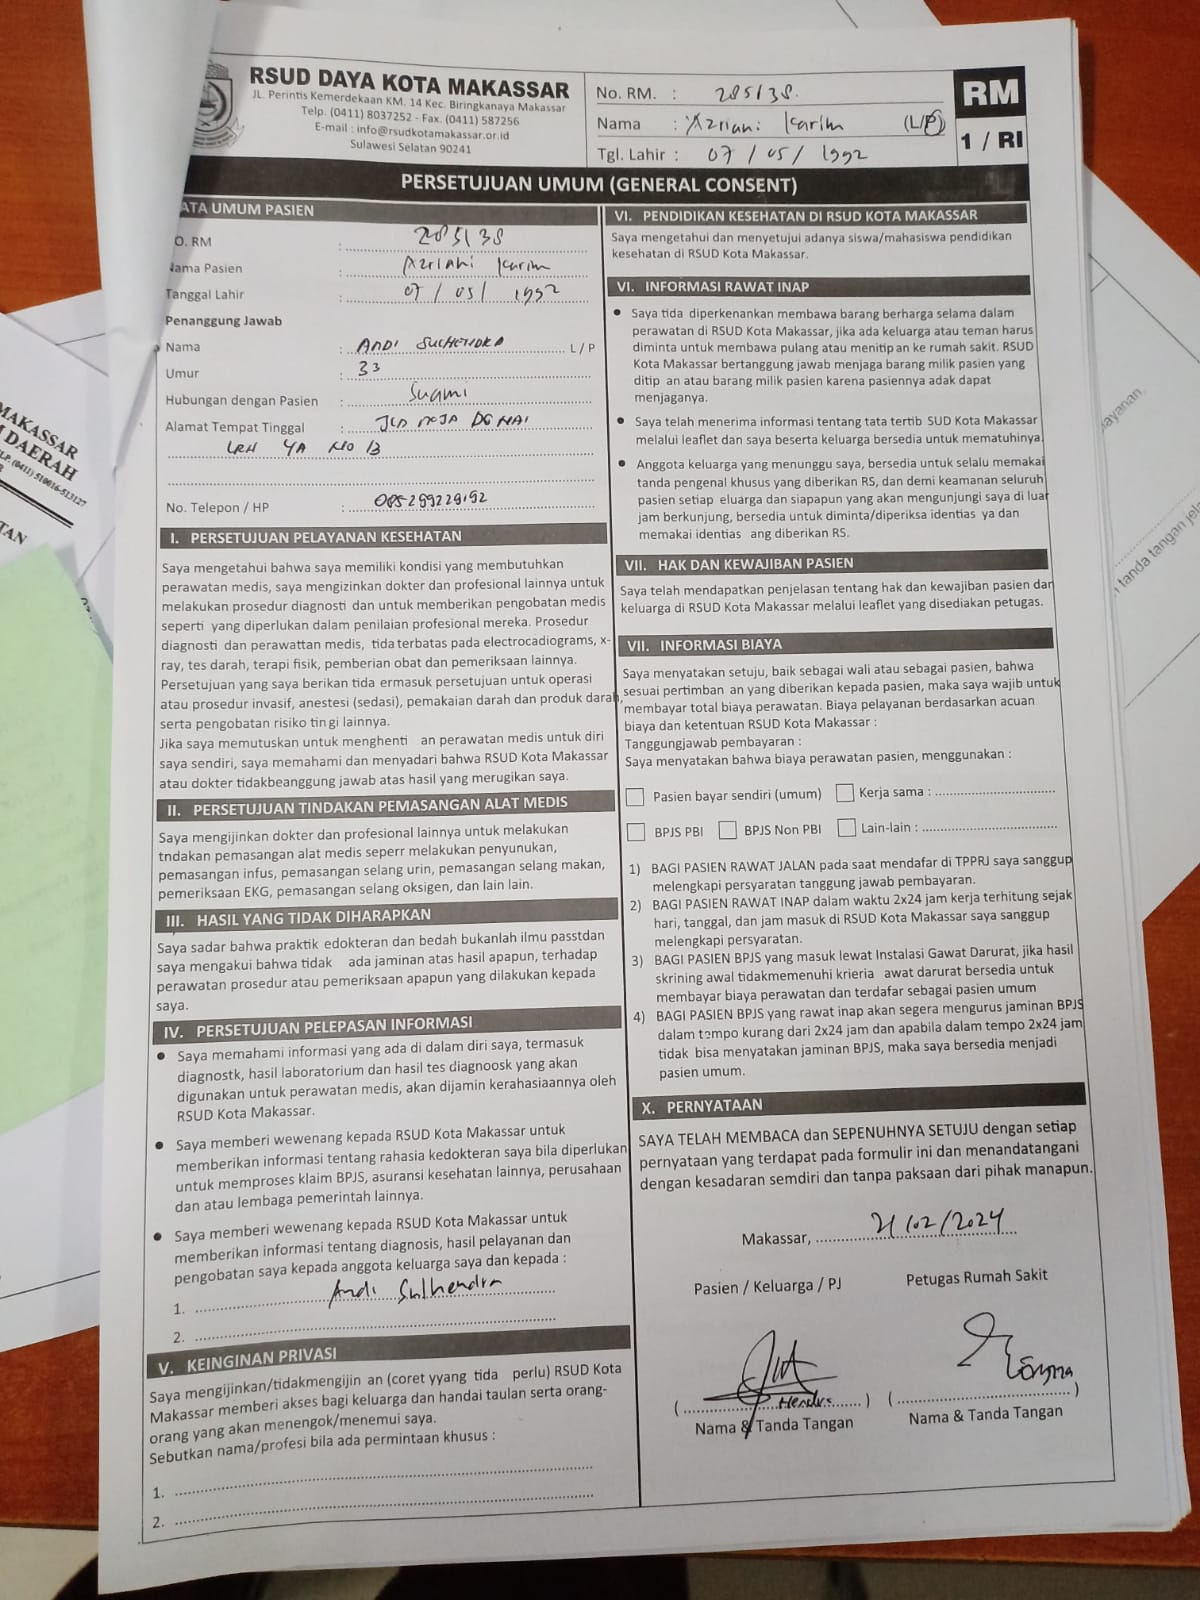 RSUD DAYA KOTA MAKASSAR
JL. Perintis Kemerdekaan KM. 14 Kec. Biringkanaya Makassar
Telp. (0411) 8037252 - Fax. (0411) 587256
E-mail : info@rsudkotamakassar.or.id
Sulawesi Selatan 90241
No. RM. : 285138
Nama : Azriani Karim (L/P)
Tgl. Lahir : 07 / 05 / 1992
RM
1 / RI
PERSETUJUAN UMUM (GENERAL CONSENT)
ATA UMUM PASIEN
O. RM : 285138
Nama Pasien : Azriani Karim
Tanggal Lahir : 07 / 05 / 1992
Penanggung Jawab
Nama : ANDI L / P
Umur : 33
Hubungan dengan Pasien : Suami
Alamat Tempat Tinggal :
NO 13
No. Telepon / HP : 085299229192
I. PERSETUJUAN PELAYANAN KESEHATAN
Saya mengetahui bahwa saya memiliki kondisi yang membutuhkan
perawatan medis, saya mengizinkan dokter dan profesional lainnya untuk
melakukan prosedur diagnosti dan untuk memberikan pengobatan medis
seperti yang diperlukan dalam penilaian profesional mereka. Prosedur
diagnosti dan perawattan medis, tida terbatas pada electrocadiograms, x-
ray, tes darah, terapi fisik, pemberian obat dan pemeriksaan lainnya.
Persetujuan yang saya berikan tida ermasuk persetujuan untuk operasi
atau prosedur invasif, anestesi (sedasi), pemakaian darah dan produk darah,
serta pengobatan risiko tin gi lainnya.
Jika saya memutuskan untuk menghenti an perawatan medis untuk diri
saya sendiri, saya memahami dan menyadari bahwa RSUD Kota Makassar
atau dokter tidakbeanggung jawab atas hasil yang merugikan saya.
II. PERSETUJUAN TINDAKAN PEMASANGAN ALAT MEDIS
Saya mengijinkan dokter dan profesional lainnya untuk melakukan
tndakan pemasangan alat medis seperr melakukan penyunukan,
pemasangan infus, pemasangan selang urin, pemasangan selang makan,
pemeriksaan EKG, pemasangan selang oksigen, dan lain lain.
III. HASIL YANG TIDAK DIHARAPKAN
Saya sadar bahwa praktik edokteran dan bedah bukanlah ilmu passtdan
saya mengakui bahwa tidak ada jaminan atas hasil apapun, terhadap
perawatan prosedur atau pemeriksaan apapun yang dilakukan kepada
saya.
IV. PERSETUJUAN PELEPASAN INFORMASI
● Saya memahami informasi yang ada di dalam diri saya, termasuk
diagnostk, hasil laboratorium dan hasil tes diagnoosk yang akan
digunakan untuk perawatan medis, akan dijamin kerahasiaannya oleh
RSUD Kota Makassar.
● Saya memberi wewenang kepada RSUD Kota Makassar untuk
memberikan informasi tentang rahasia kedokteran saya bila diperlukan
untuk memproses klaim BPJS, asuransi kesehatan lainnya, perusahaan
dan atau lembaga pemerintah lainnya.
● Saya memberi wewenang kepada RSUD Kota Makassar untuk
memberikan informasi tentang diagnosis, hasil pelayanan dan
pengobatan saya kepada anggota keluarga saya dan kepada :
1. Andi Sulhendra
2.
V. KEINGINAN PRIVASI
Saya mengijinkan/tidakmengijin an (coret yyang tida perlu) RSUD Kota
Makassar memberi akses bagi keluarga dan handai taulan serta orang-
orang yang akan menengok/menemui saya.
Sebutkan nama/profesi bila ada permintaan khusus :
1.
2.
VI. PENDIDIKAN KESEHATAN DI RSUD KOTA MAKASSAR
Saya mengetahui dan menyetujui adanya siswa/mahasiswa pendidikan
kesehatan di RSUD Kota Makassar.
VI. INFORMASI RAWAT INAP
● Saya tida diperkenankan membawa barang berharga selama dalam
perawatan di RSUD Kota Makassar, jika ada keluarga atau teman harus
diminta untuk membawa pulang atau menitip an ke rumah sakit. RSUD
Kota Makassar bertanggung jawab menjaga barang milik pasien yang
ditip an atau barang milik pasien karena pasiennya adak dapat
menjaganya.
● Saya telah menerima informasi tentang tata tertib SUD Kota Makassar
melalui leaflet dan saya beserta keluarga bersedia untuk mematuhinya
● Anggota keluarga yang menunggu saya, bersedia untuk selalu memakai
tanda pengenal khusus yang diberikan RS, dan demi keamanan seluruh
pasien setiap eluarga dan siapapun yang akan mengunjungi saya di luar
jam berkunjung, bersedia untuk diminta/diperiksa identias ya dan
memakai identias ang diberikan RS.
VII. HAK DAN KEWAJIBAN PASIEN
Saya telah mendapatkan penjelasan tentang hak dan kewajiban pasien dan
keluarga di RSUD Kota Makassar melalui leaflet yang disediakan petugas.
VII. INFORMASI BIAYA
Saya menyatakan setuju, baik sebagai wali atau sebagai pasien, bahwa
sesuai pertimban an yang diberikan kepada pasien, maka saya wajib untuk
membayar total biaya perawatan. Biaya pelayanan berdasarkan acuan
biaya dan ketentuan RSUD Kota Makassar :
Tanggungjawab pembayaran :
Saya menyatakan bahwa biaya perawatan pasien, menggunakan :
Pasien bayar sendiri (umum) Kerja sama :
BPJS PBI BPJS Non PBI Lain-lain :
1) BAGI PASIEN RAWAT JALAN pada saat mendafar di TPPRJ saya sanggup
melengkapi persyaratan tanggung jawab pembayaran.
2) BAGI PASIEN RAWAT INAP dalam waktu 2x24 jam kerja terhitung sejak
hari, tanggal, dan jam masuk di RSUD Kota Makassar saya sanggup
melengkapi persyaratan.
3) BAGI PASIEN BPJS yang masuk lewat Instalasi Gawat Darurat, jika hasil
skrining awal tidakmemenuhi krieria awat darurat bersedia untuk
membayar biaya perawatan dan terdafar sebagai pasien umum
4) BAGI PASIEN BPJS yang rawat inap akan segera mengurus jaminan BPJS
dalam tempo kurang dari 2x24 jam dan apabila dalam tempo 2x24 jam
tidak bisa menyatakan jaminan BPJS, maka saya bersedia menjadi
pasien umum.
X. PERNYATAAN
SAYA TELAH MEMBACA dan SEPENUHNYA SETUJU dengan setiap
pernyataan yang terdapat pada formulir ini dan menandatangani
dengan kesadaran semdiri dan tanpa paksaan dari pihak manapun.
Makassar, 21/02/2024
Pasien / Keluarga / PJ Petugas Rumah Sakit
Nama & Tanda Tangan Nama & Tanda Tangan
MAKASSAR
DAERAH
LP. (0411) 510016-513127
TAN
ayanan.
tanda tangan jela